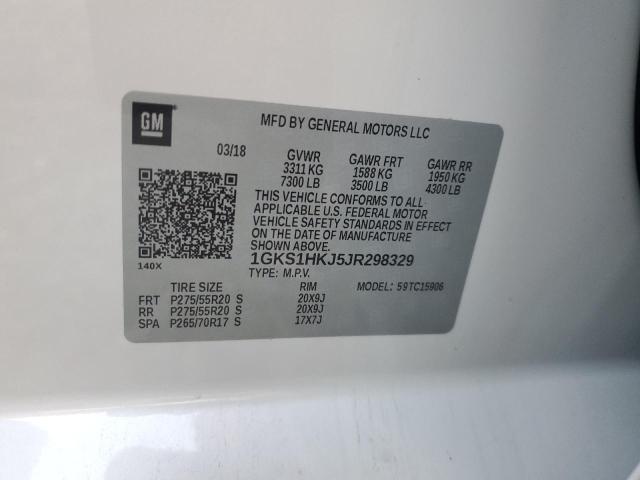 GM
MFD BY GENERAL MOTORS LLC
03/18 GVWR GAWR FRT GAWR RR
3311 KG 1588 KG 1950 KG
7300 LB 3500 LB 4300 LB
THIS VEHICLE CONFORMS TO ALL
APPLICABLE U.S. FEDERAL MOTOR
VEHICLE SAFETY STANDARDS IN EFFECT
ON THE DATE OF MANUFACTURE
SHOWN ABOVE.
1GKS1HKJ5JR298329
140X
TYPE: M.P.V. MODEL: 59TC15906
TIRE SIZE RIM
FRT P275/55R20 S 20X9J
RR P275/55R20 S 20X9J
SPA P265/70R17 S 17X7J